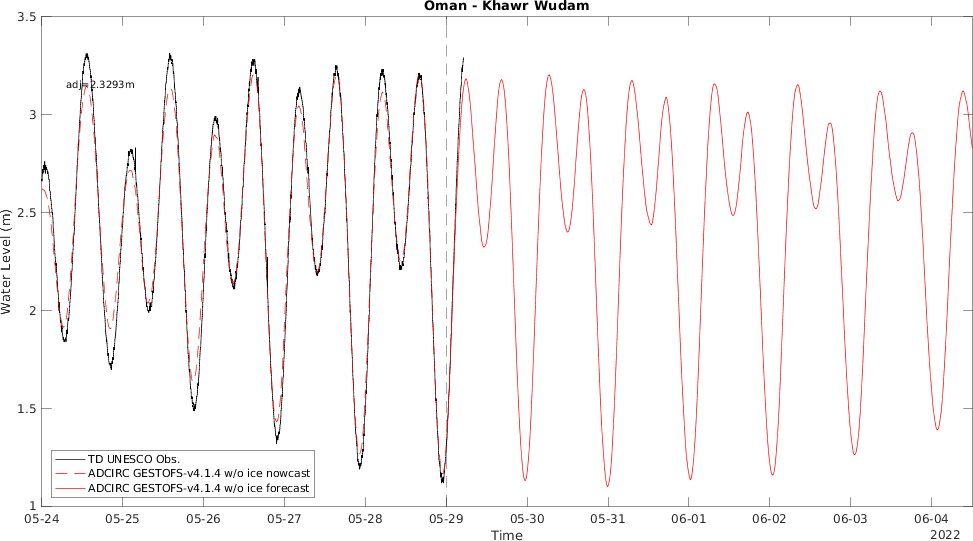 Oman - Khawr Wudam
3.5
3
2.5
2
1.5
1
Water Level (m)
adj=2.3293m
TD UNESCO Obs.
ADCIRC GESTOFS-v4.1.4 w/o ice nowcast
ADCIRC GESTOFS-v4.1.4 w/o ice forecast
05-24 05-25 05-26 05-27 05-28 05-29 05-30 05-31 06-01 06-02 06-03 06-04
Time
2022